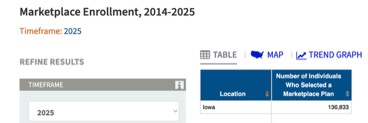 Marketplace Enrollment, 2014-2025
Timeframe: 2025
TABLE | MAP | TREND GRAPH
REFINE RESULTS
TIMEFRAME
2025
Location
Number of Individuals
Who Selected a
Marketplace Plan
Iowa 136,833